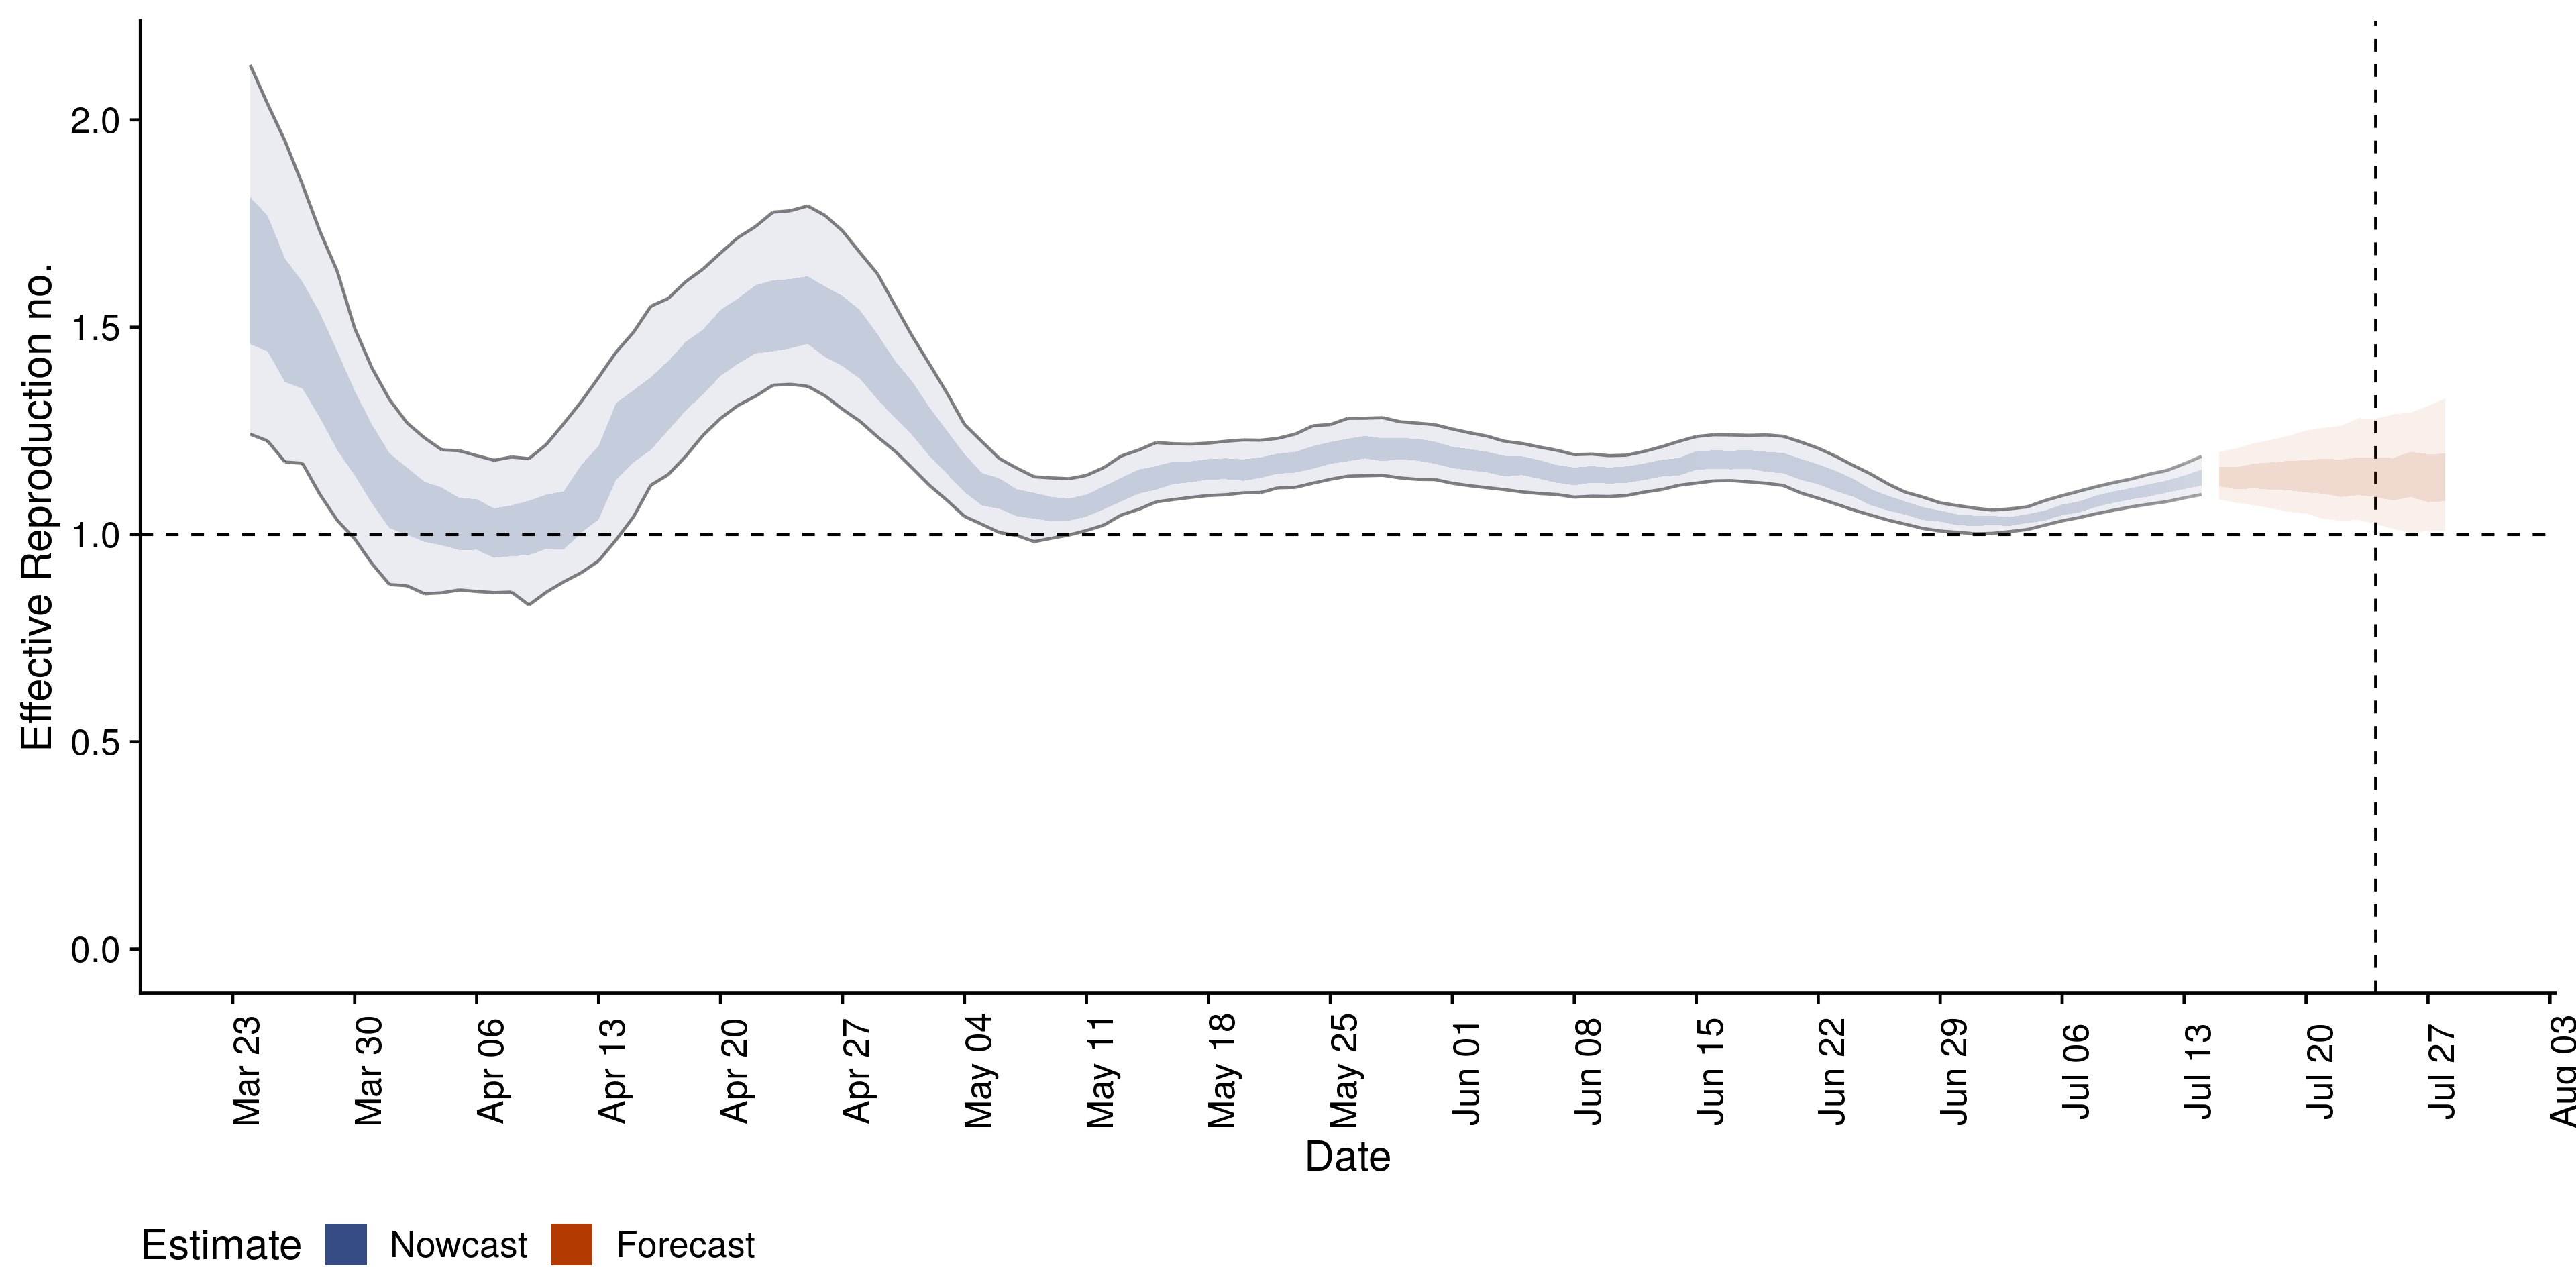 Effective Reproduction no.
2.0
1.5
1.0
0.5
0.0
Mar 23
Mar 30
Apr 06
Apr 13
Apr 20
Apr 27
May 04
May 11
May 18
May 25
Jun 01
Jun 08
Jun 15
Jun 22
Jun 29
Jul 06
Jul 13
Jul 20
Jul 27
Aug 03
Date
Estimate Nowcast Forecast